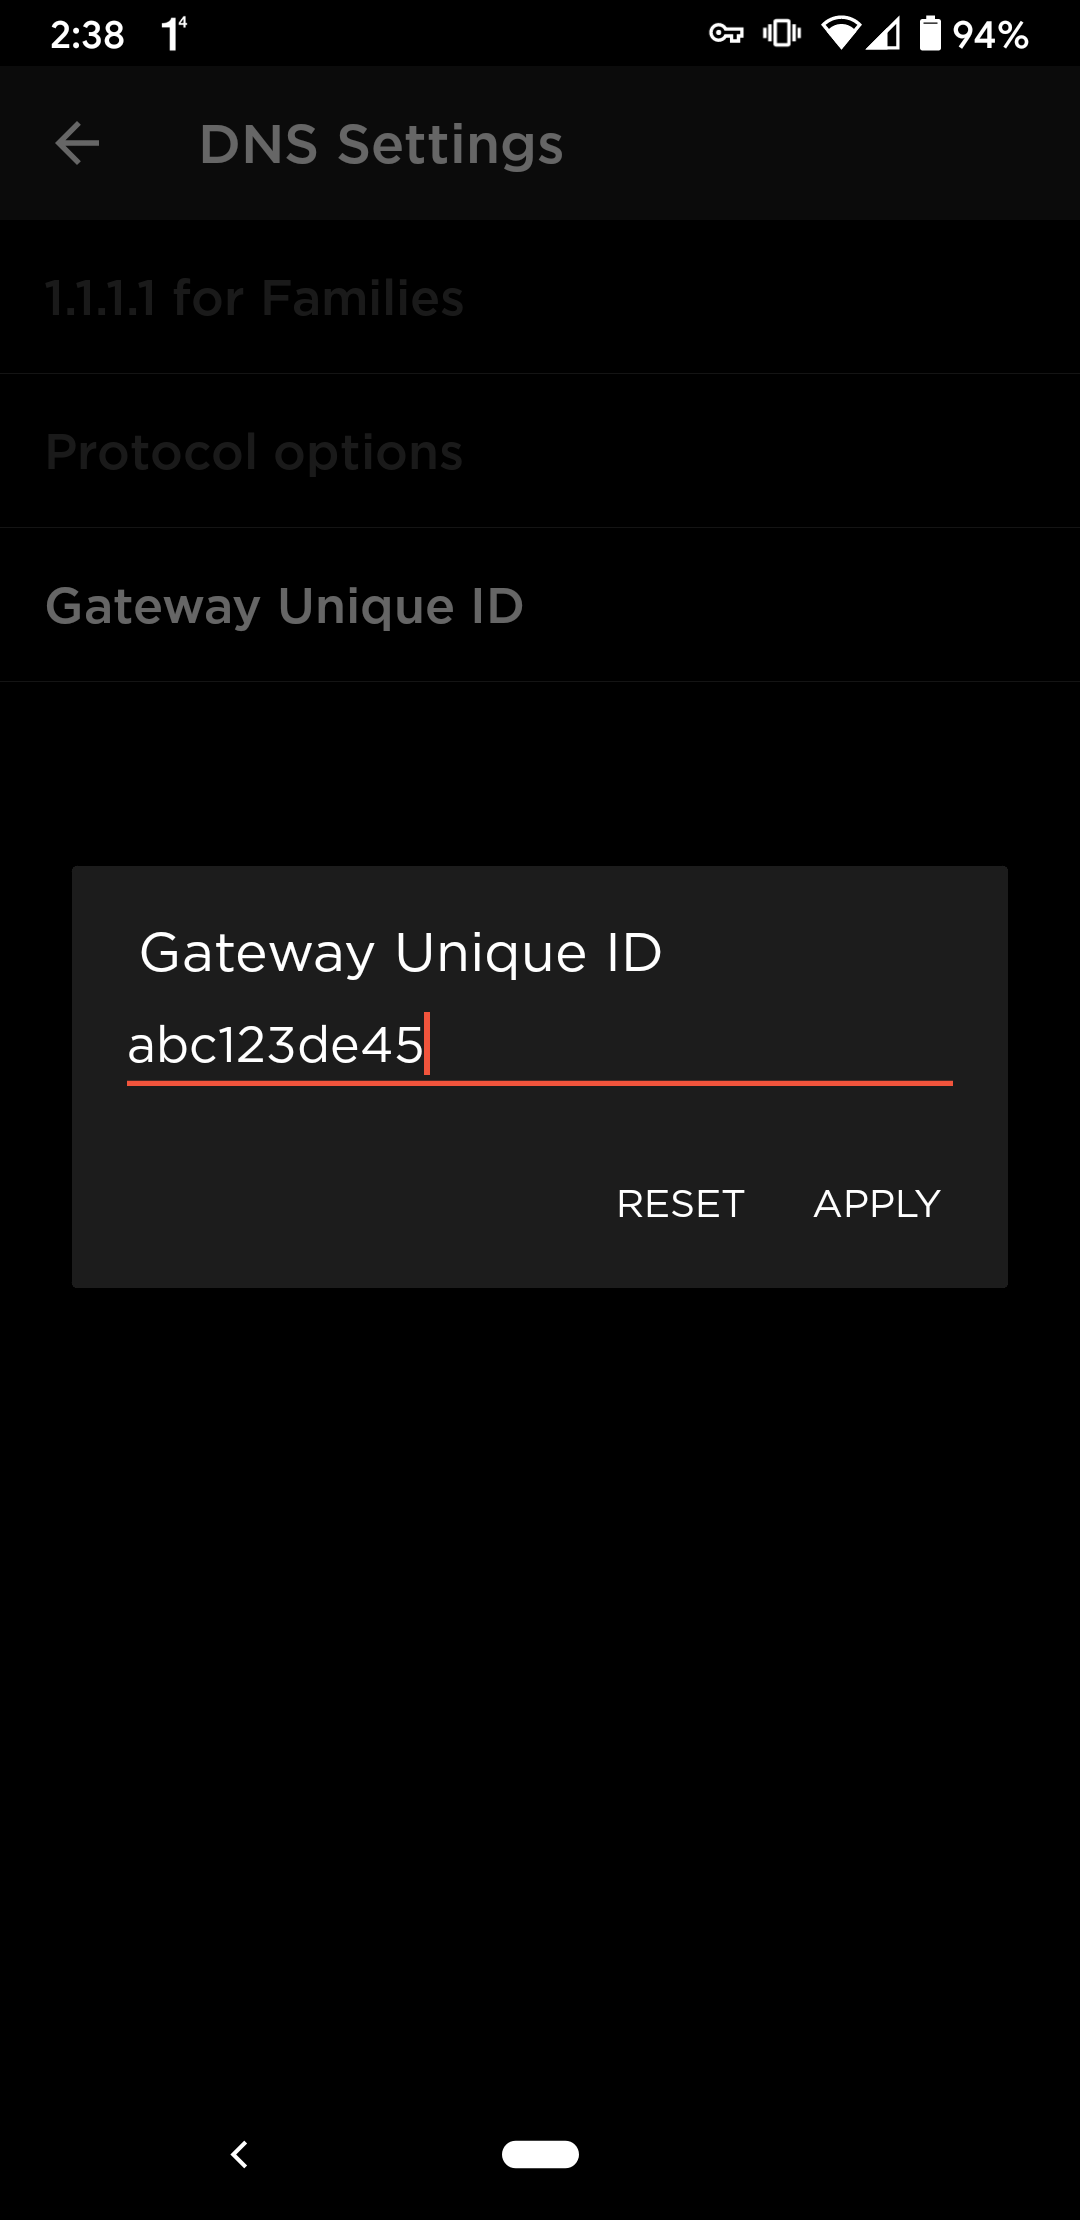 2:38 1⁴ 94%
DNS Settings
1.1.1.1 for Families
Protocol options
Gateway Unique ID
Gateway Unique ID
abc123de45
RESET APPLY